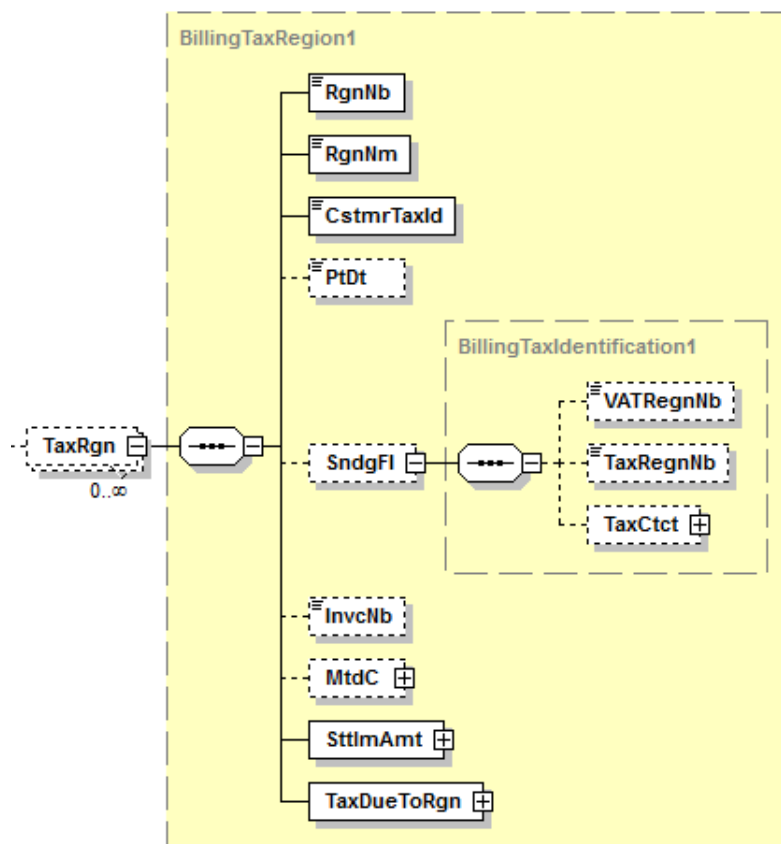 BillingTaxRegion1
RgnNb
RgnNm
CstmrTaxId
PtDt
BillingTaxIdentification1
VATRegnNb
TaxRgn
SndgFI
TaxRegnNb
0..∞
TaxCtct
InvcNb
MtdC
SttlmAmt
TaxDueToRgn